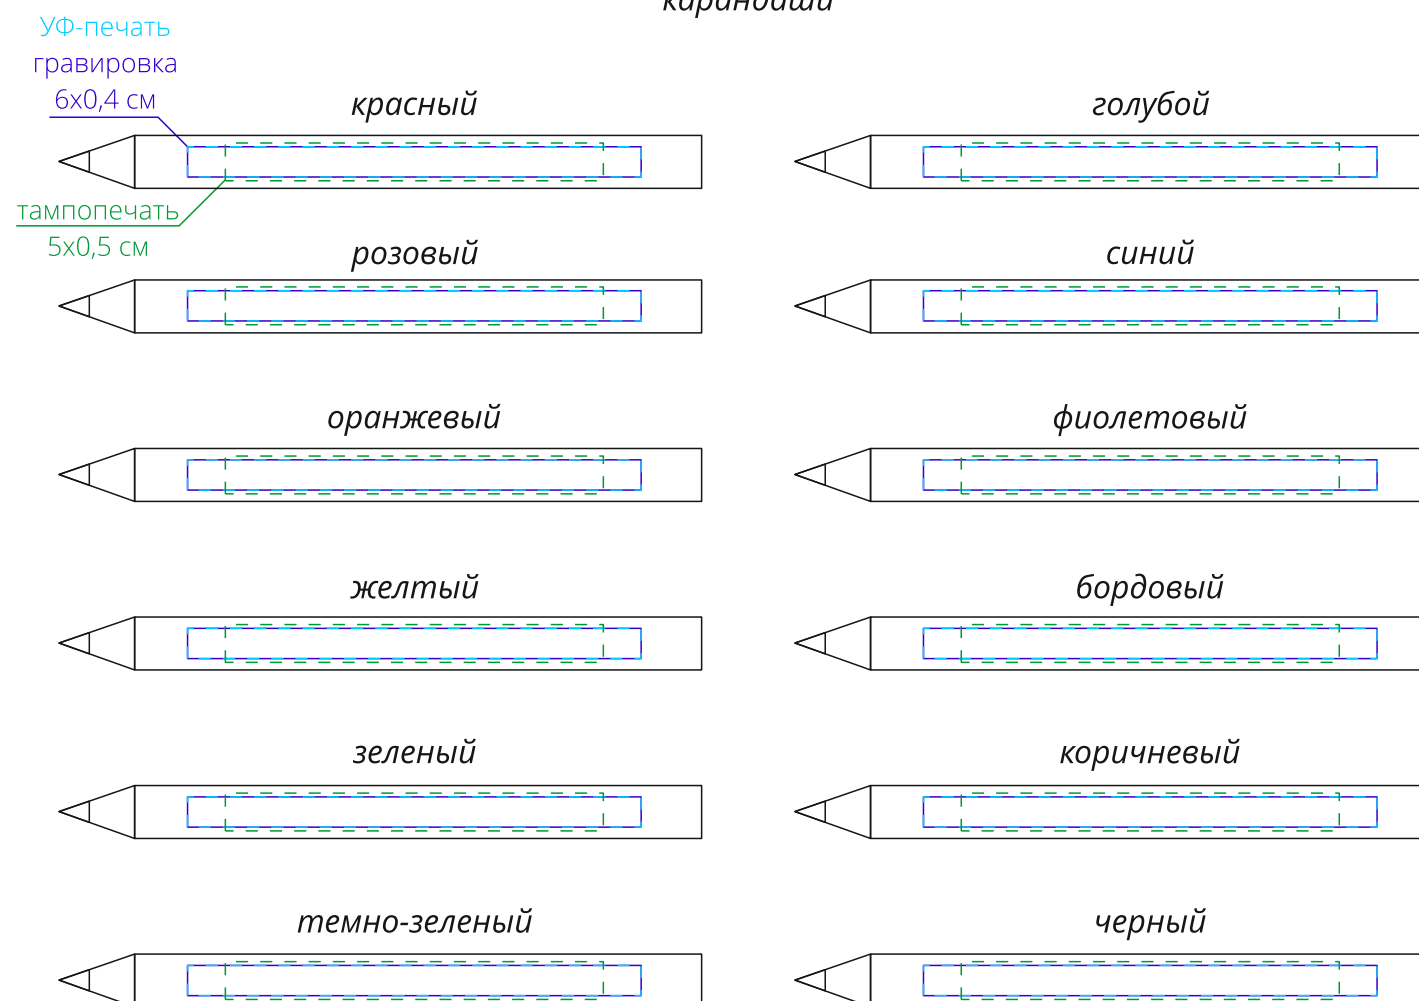 карандаши
УФ-печать
гравировка
6х0,4 см
красный
голубой
тампопечать
5х0,5 см
розовый
синий
оранжевый
фиолетовый
желтый
бордовый
зеленый
коричневый
темно-зеленый
черный